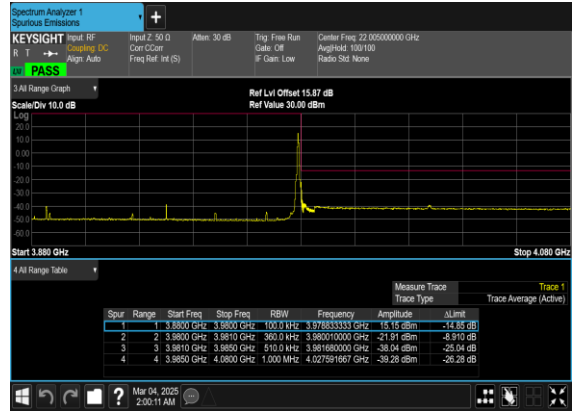 Spectrum Analyzer 1
Spurious Emissions
+
KEYSIGHT Input: RF Input Z: 50 Ω Atten: 30 dB Trig: Free Run Center Freq: 22.005000000 GHz
R T Coupling: DC Corr CCorr Gate: Off Avg|Hold: 100/100
Align: Auto Freq Ref: Int (S) IF Gain: Low Radio Std: None
PASS
3 All Range Graph
Ref Lvl Offset 15.87 dB
Scale/Div 10.0 dB Ref Value 30.00 dBm
Log
20.0
10.0
0.00
-10.0
-20.0
-30.0
-40.0
-50.0
-60.0
Start 3.880 GHz Stop 4.080 GHz
4 All Range Table
Measure Trace Trace 1
Trace Type Trace Average (Active)
Spur Range Start Freq Stop Freq RBW Frequency Amplitude ΔLimit
1 1 3.8800 GHz 3.9800 GHz 100.0 kHz 3.978833333 GHz 15.15 dBm -14.85 dB
2 2 3.9800 GHz 3.9810 GHz 360.0 kHz 3.980010000 GHz -21.91 dBm -8.910 dB
3 3 3.9810 GHz 3.9850 GHz 510.0 kHz 3.981680000 GHz -38.04 dBm -25.04 dB
4 4 3.9850 GHz 4.0800 GHz 1.000 MHz 4.027591667 GHz -39.28 dBm -26.28 dB
? Mar 04, 2025
2:00:11 AM